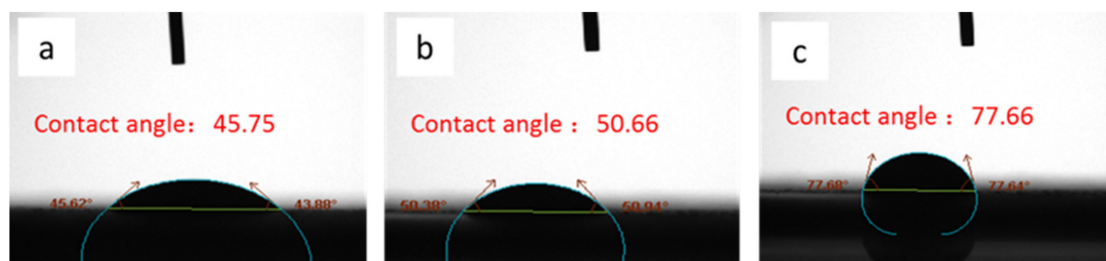 a
Contact angle： 45.75
45.62°
43.88°
b
Contact angle ： 50.66
50.38°
50.94°
c
Contact angle ： 77.66
77.68°
77.64°